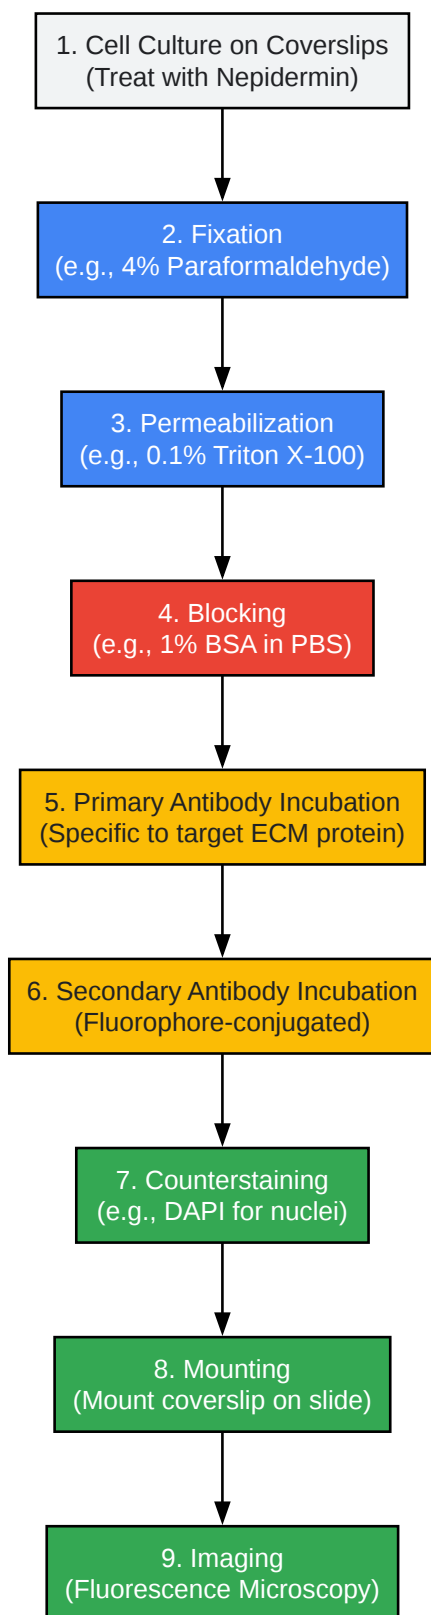 1. Cell Culture on Coverslips
(Treat with Nepidermin)
2. Fixation
(e.g., 4% Paraformaldehyde)
3. Permeabilization
(e.g., 0.1% Triton X-100)
4. Blocking
(e.g., 1% BSA in PBS)
5. Primary Antibody Incubation
(Specific to target ECM protein)
6. Secondary Antibody Incubation
(Fluorophore-conjugated)
7. Counterstaining
(e.g., DAPI for nuclei)
8. Mounting
(Mount coverslip on slide)
9. Imaging
(Fluorescence Microscopy)